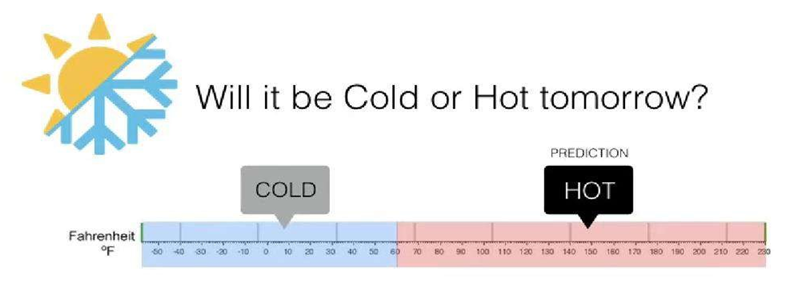 Will it be Cold or Hot tomorrow?
PREDICTION
COLD HOT
Fahrenheit
ºF
-50 -40 -30 -20 -10 0 10 20 30 40 50 60 70 80 90 100 110 120 130 140 150 160 170 180 190 200 210 220 230